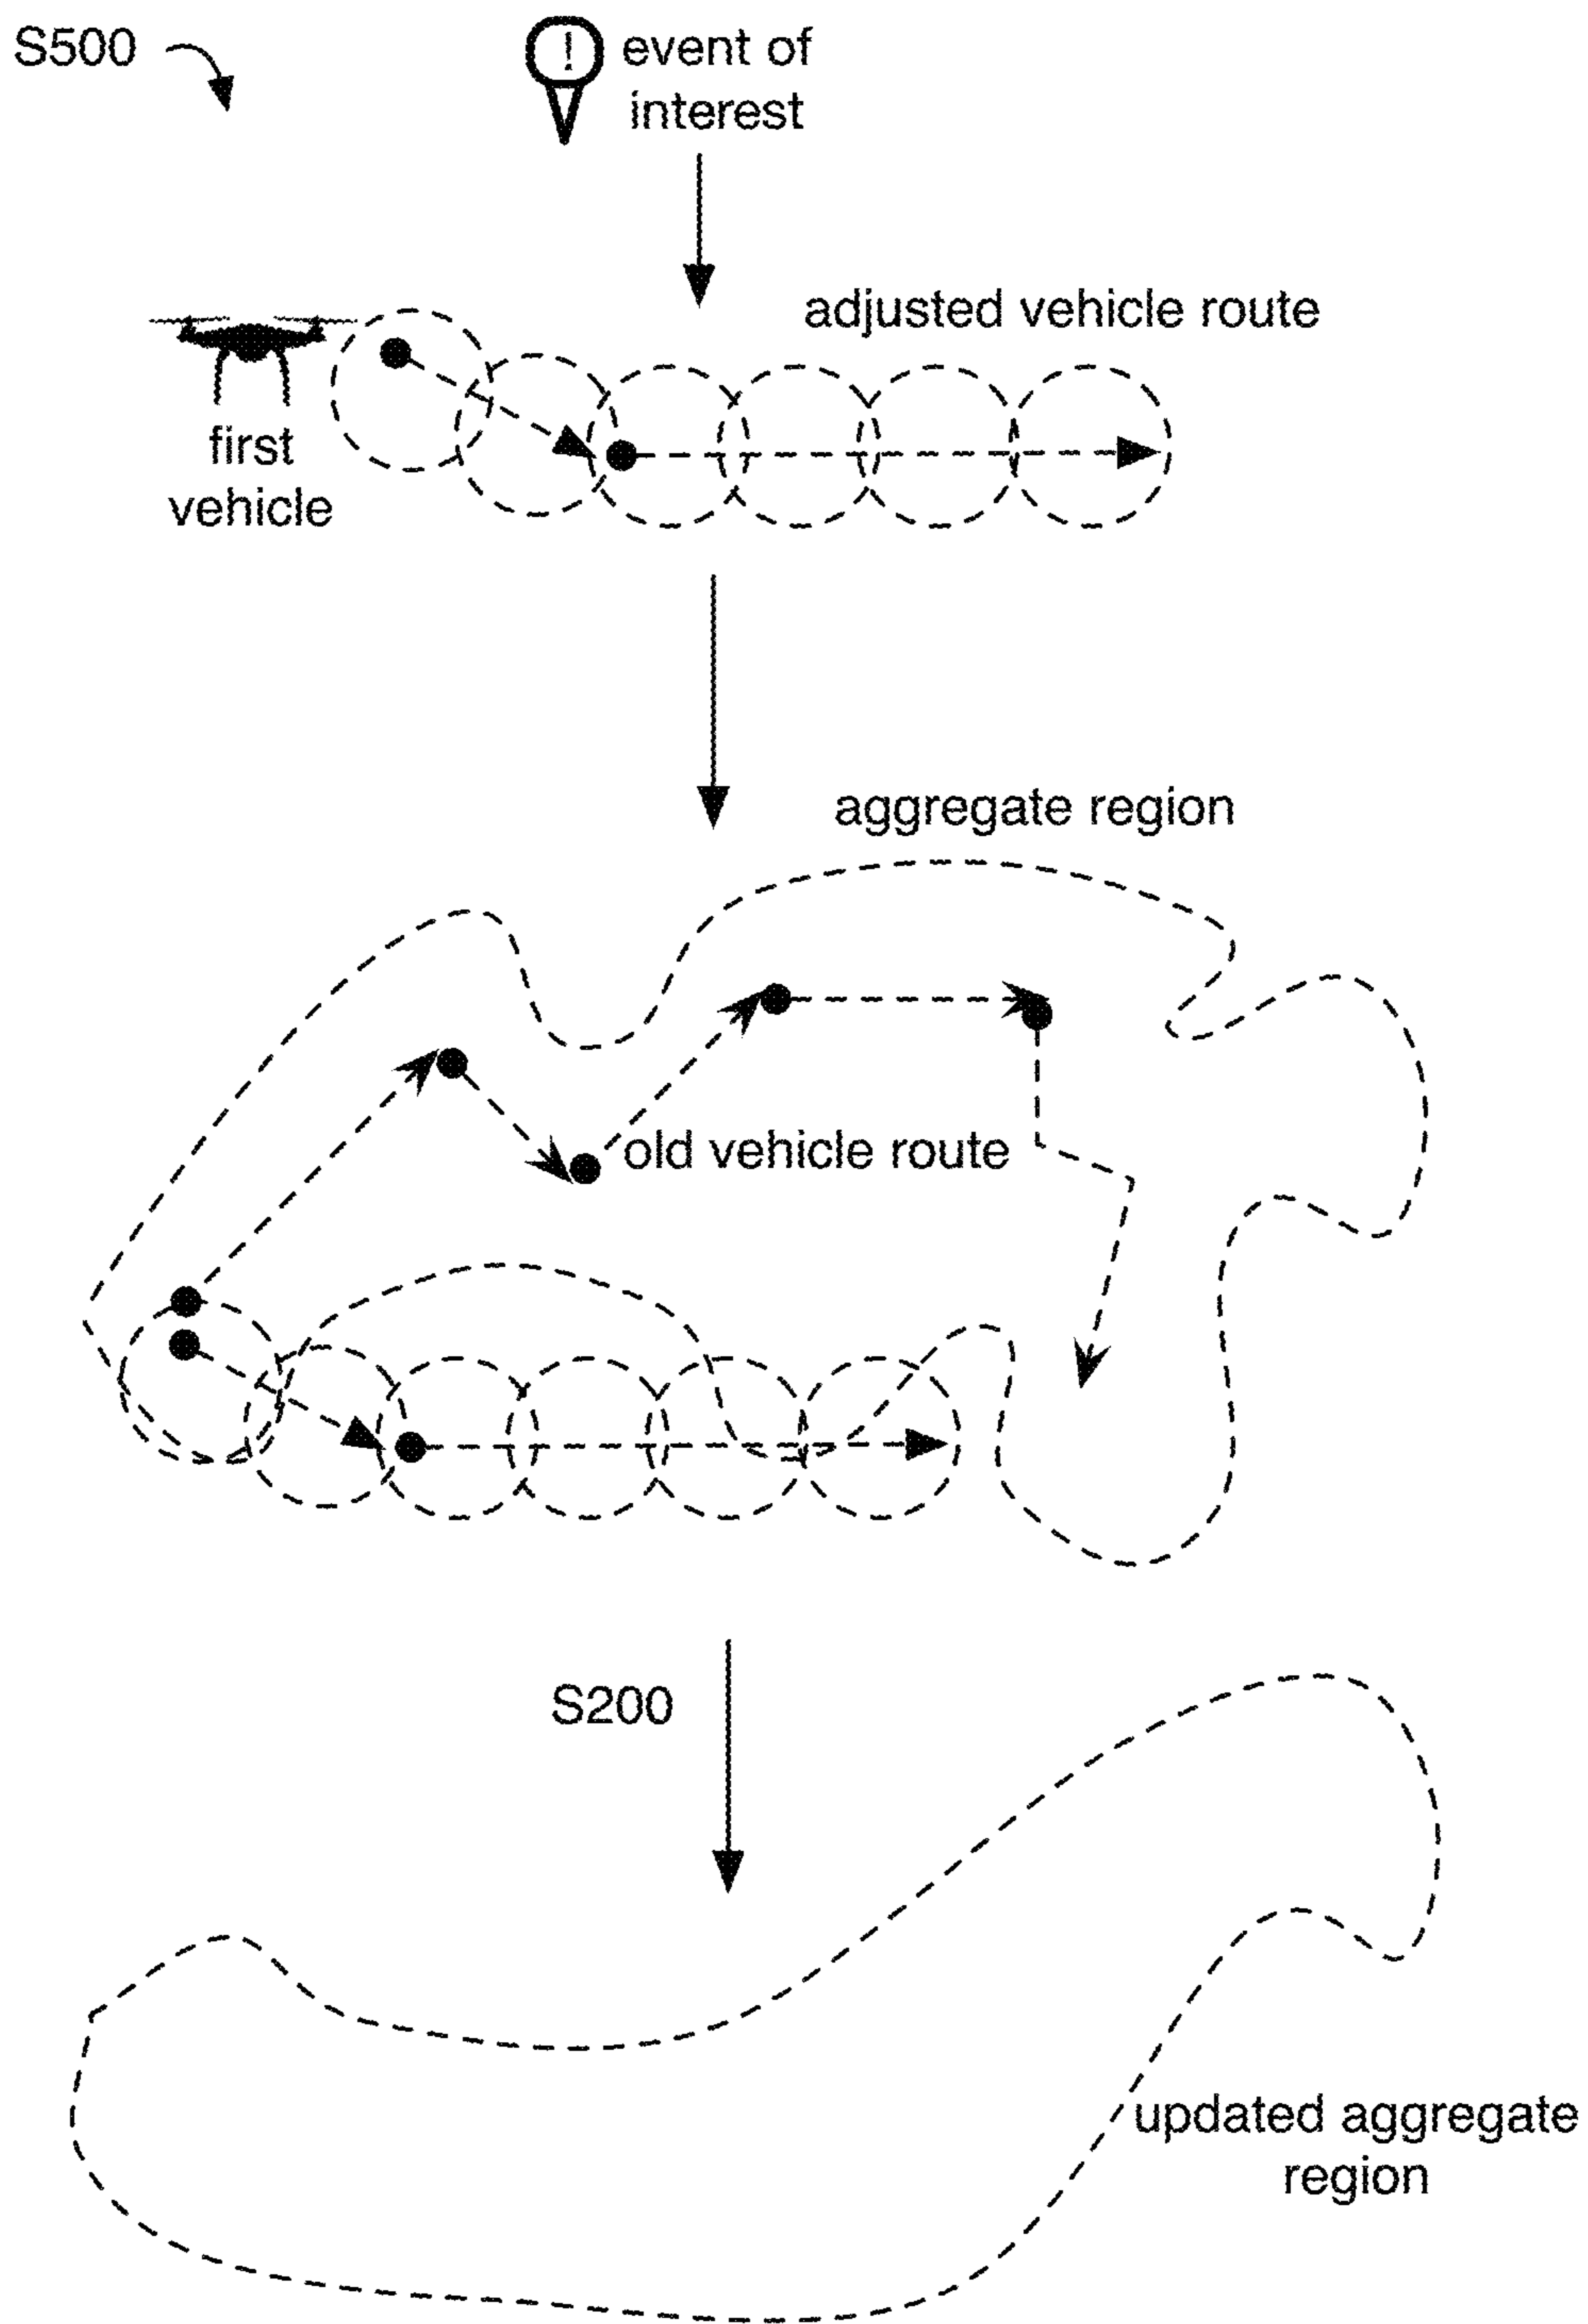 S500
!
event of
interest
adjusted vehicle route
first
vehicle
aggregate region
old vehicle route
S200
updated aggregate
region